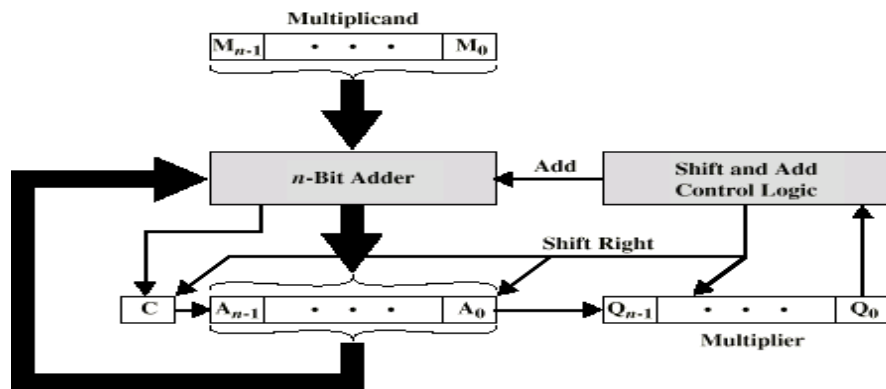 Multiplicand
Mn-1 · · · M0
n-Bit Adder
Add
Shift and Add
Control Logic
Shift Right
C
An-1 · · · A0
Qn-1 · · · Q0
Multiplier